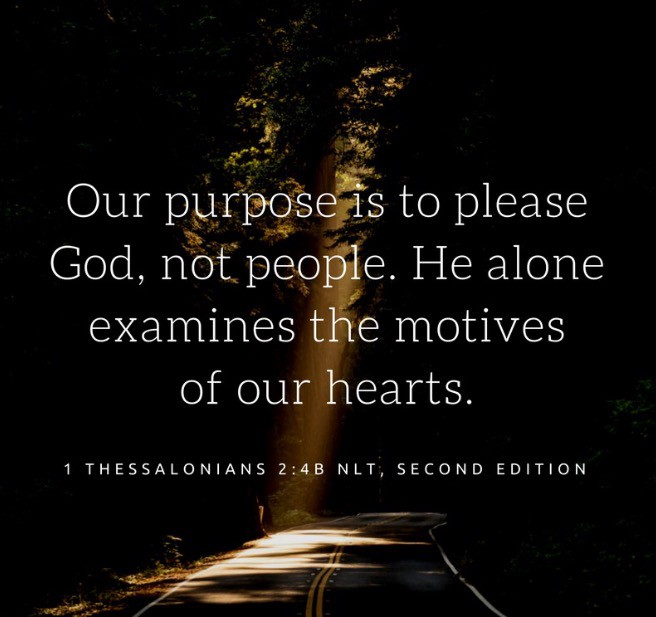 Our purpose is to please
God, not people. He alone
examines the motives
of our hearts.
1 THESSALONIANS 2:4B NLT, SECOND EDITION